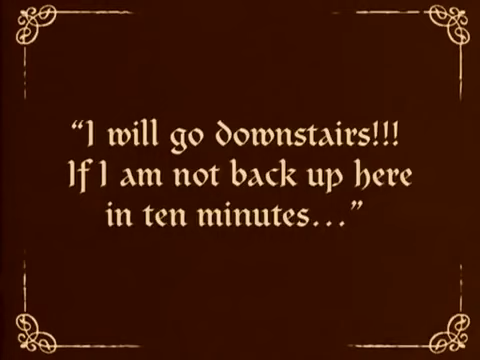 “I will go downstairs!!!
If I am not back up here
in ten minutes...”